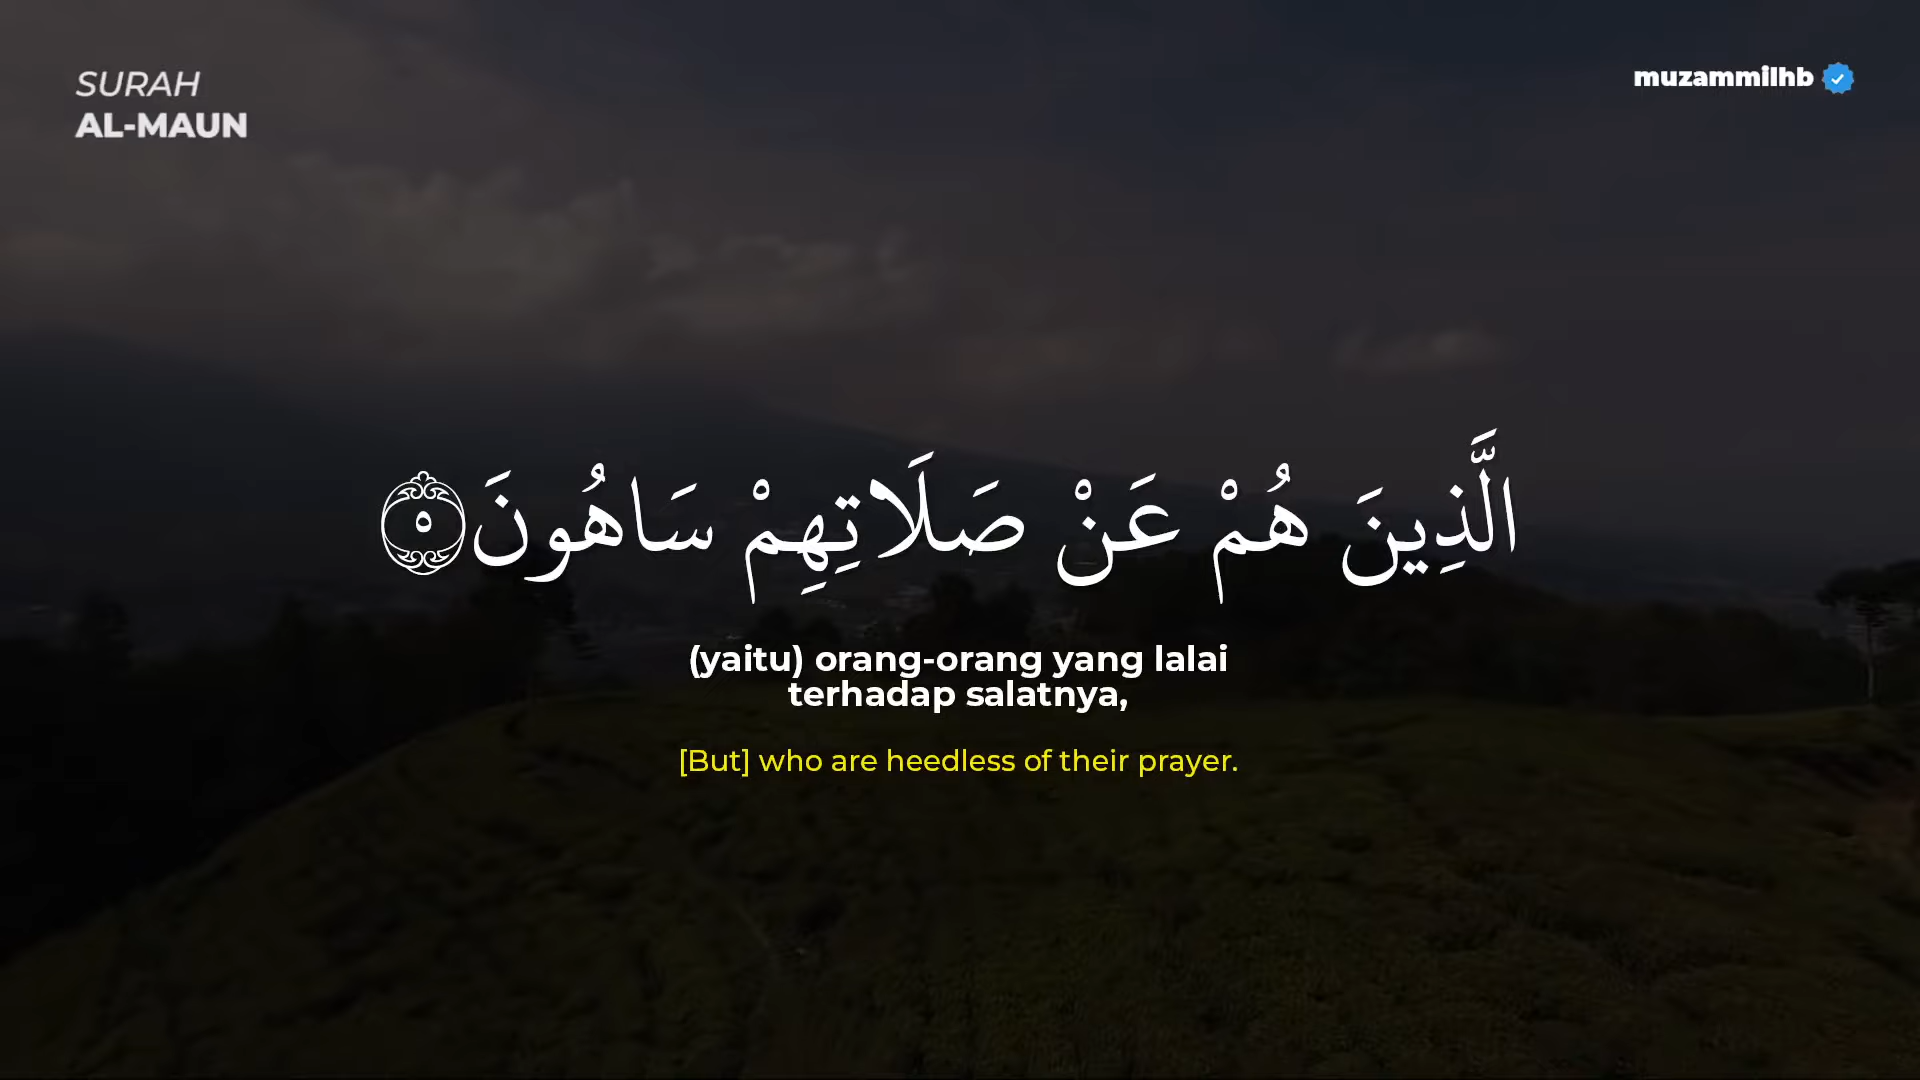 SURAH
AL-MAUN
muzammilhb
الَّذِينَ هُمْ عَنْ صَلَاتِهِمْ سَاهُونَ ۝٥
(yaitu) orang-orang yang lalai
terhadap salatnya,
[But] who are heedless of their prayer.